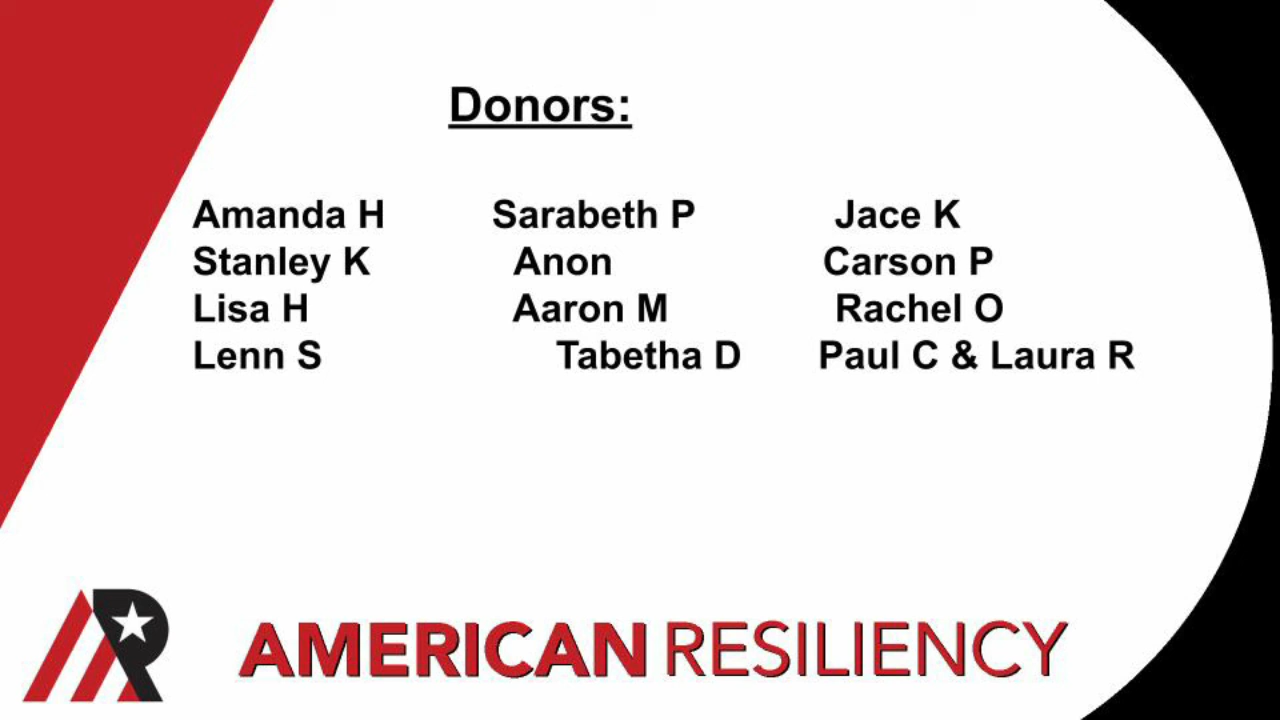 Donors:
Amanda H Sarabeth P Jace K
Stanley K Anon Carson P
Lisa H Aaron M Rachel O
Lenn S Tabetha D Paul C & Laura R
AMERICAN RESILIENCY